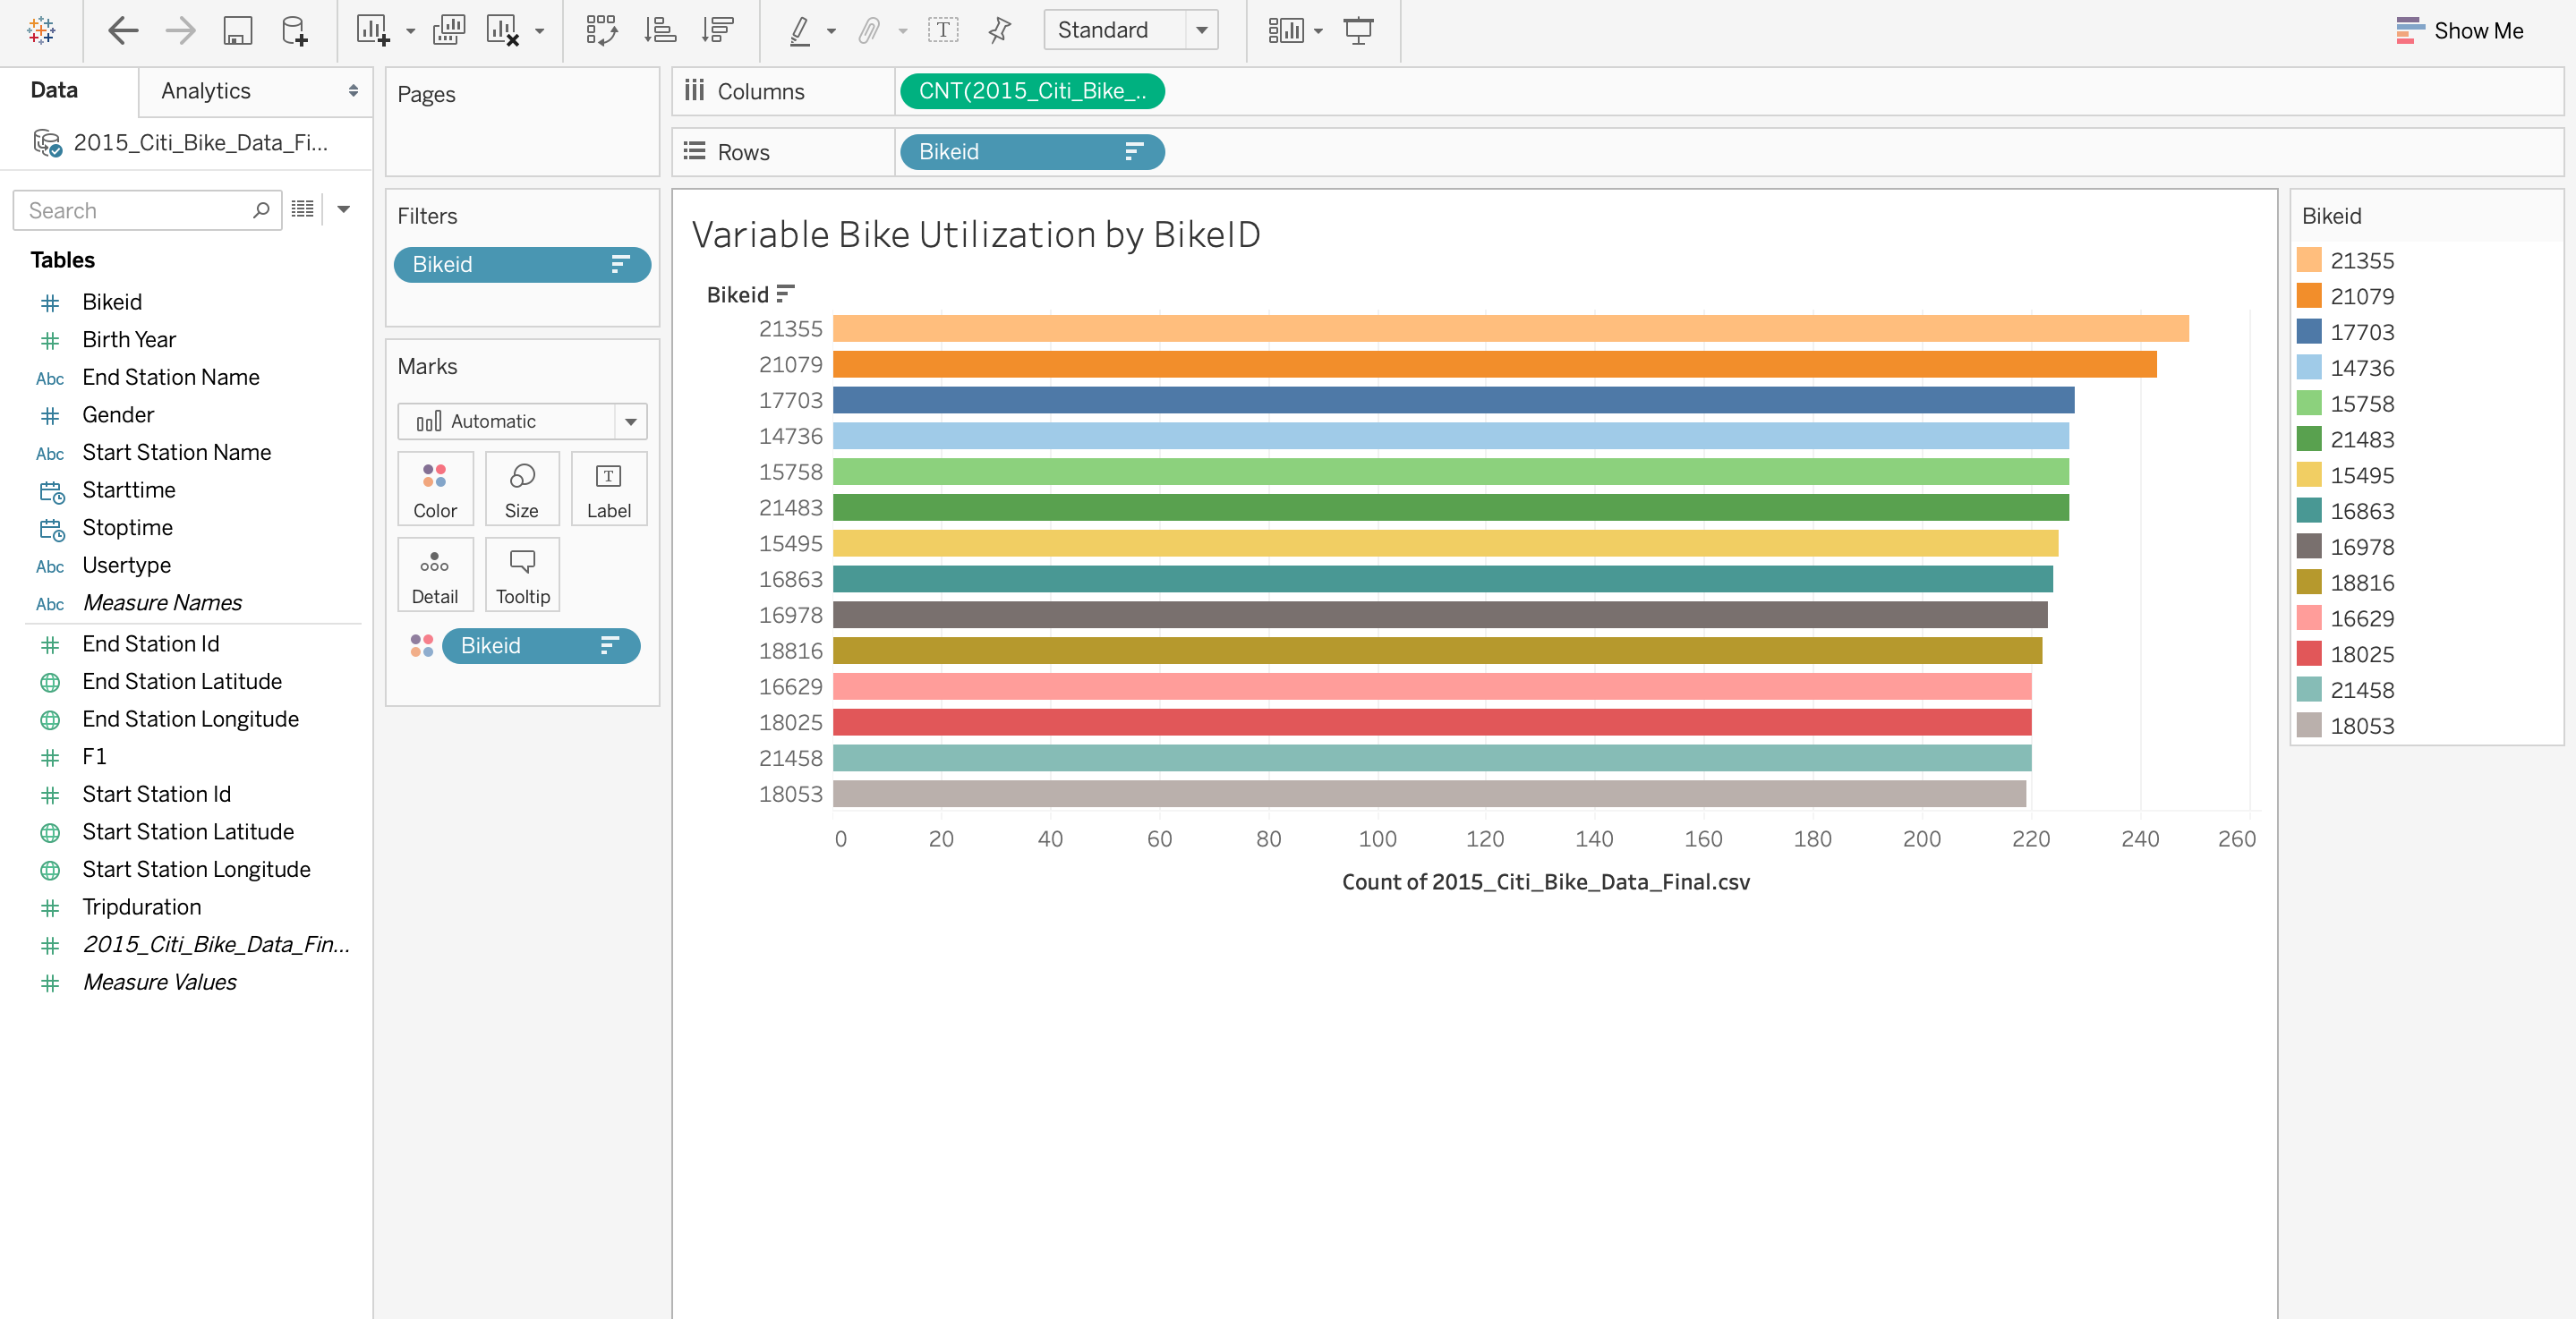 Standard
Show Me
Data
Analytics
2015_Citi_Bike_Data_Fi...
Search
Tables
# Bikeid
# Birth Year
Abc End Station Name
# Gender
Abc Start Station Name
Starttime
Stoptime
Abc Usertype
Abc Measure Names
# End Station Id
End Station Latitude
End Station Longitude
# F1
# Start Station Id
Start Station Latitude
Start Station Longitude
# Tripduration
# 2015_Citi_Bike_Data_Fin...
# Measure Values
Pages
Filters
Bikeid
Marks
Automatic
Color
Size
Label
Detail
Tooltip
Bikeid
Columns
CNT(2015_Citi_Bike_..
Rows
Bikeid
Variable Bike Utilization by BikeID
Bikeid
21355
21079
17703
14736
15758
21483
15495
16863
16978
18816
16629
18025
21458
18053
0 20 40 60 80 100 120 140 160 180 200 220 240 260
Count of 2015_Citi_Bike_Data_Final.csv
Bikeid
21355
21079
17703
14736
15758
21483
15495
16863
16978
18816
16629
18025
21458
18053